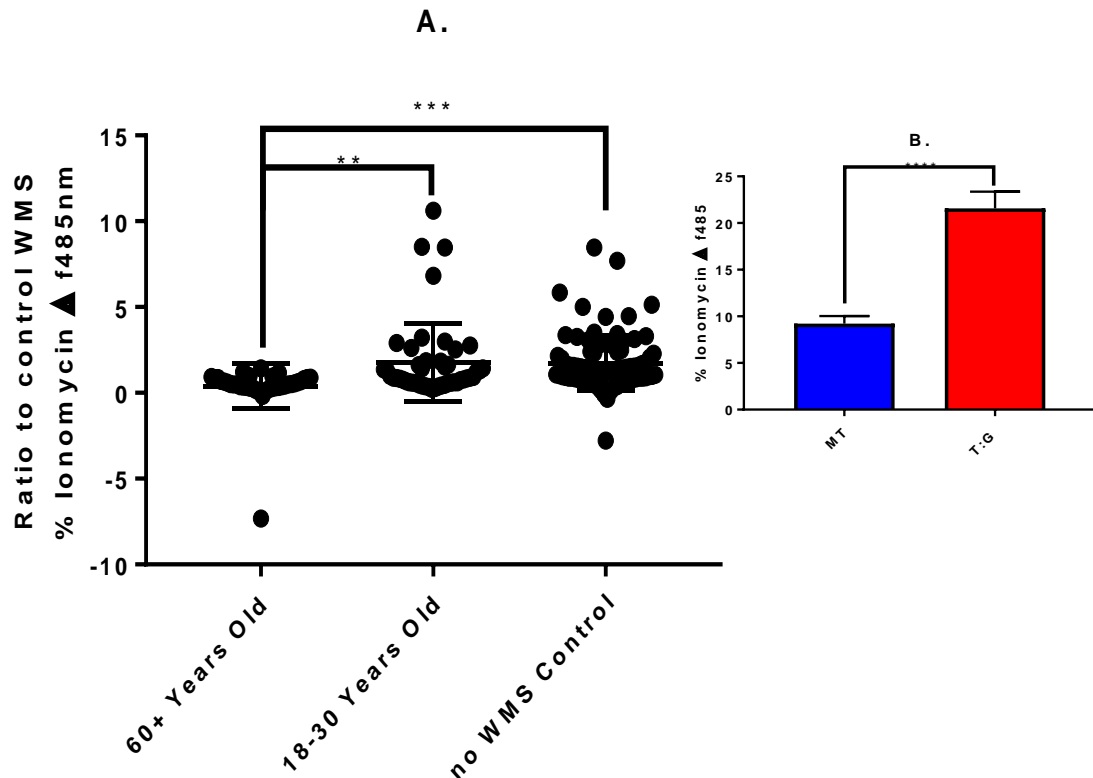 A.
***
**
Ratio to control WMS
% Ionomycin ▲ f485nm
15
10
5
0
-5
-10
60+ Years Old
18-30 Years Old
no WMS Control
B.
****
% Ionomycin ▲ f485
25
20
15
10
5
0
MT
T:G